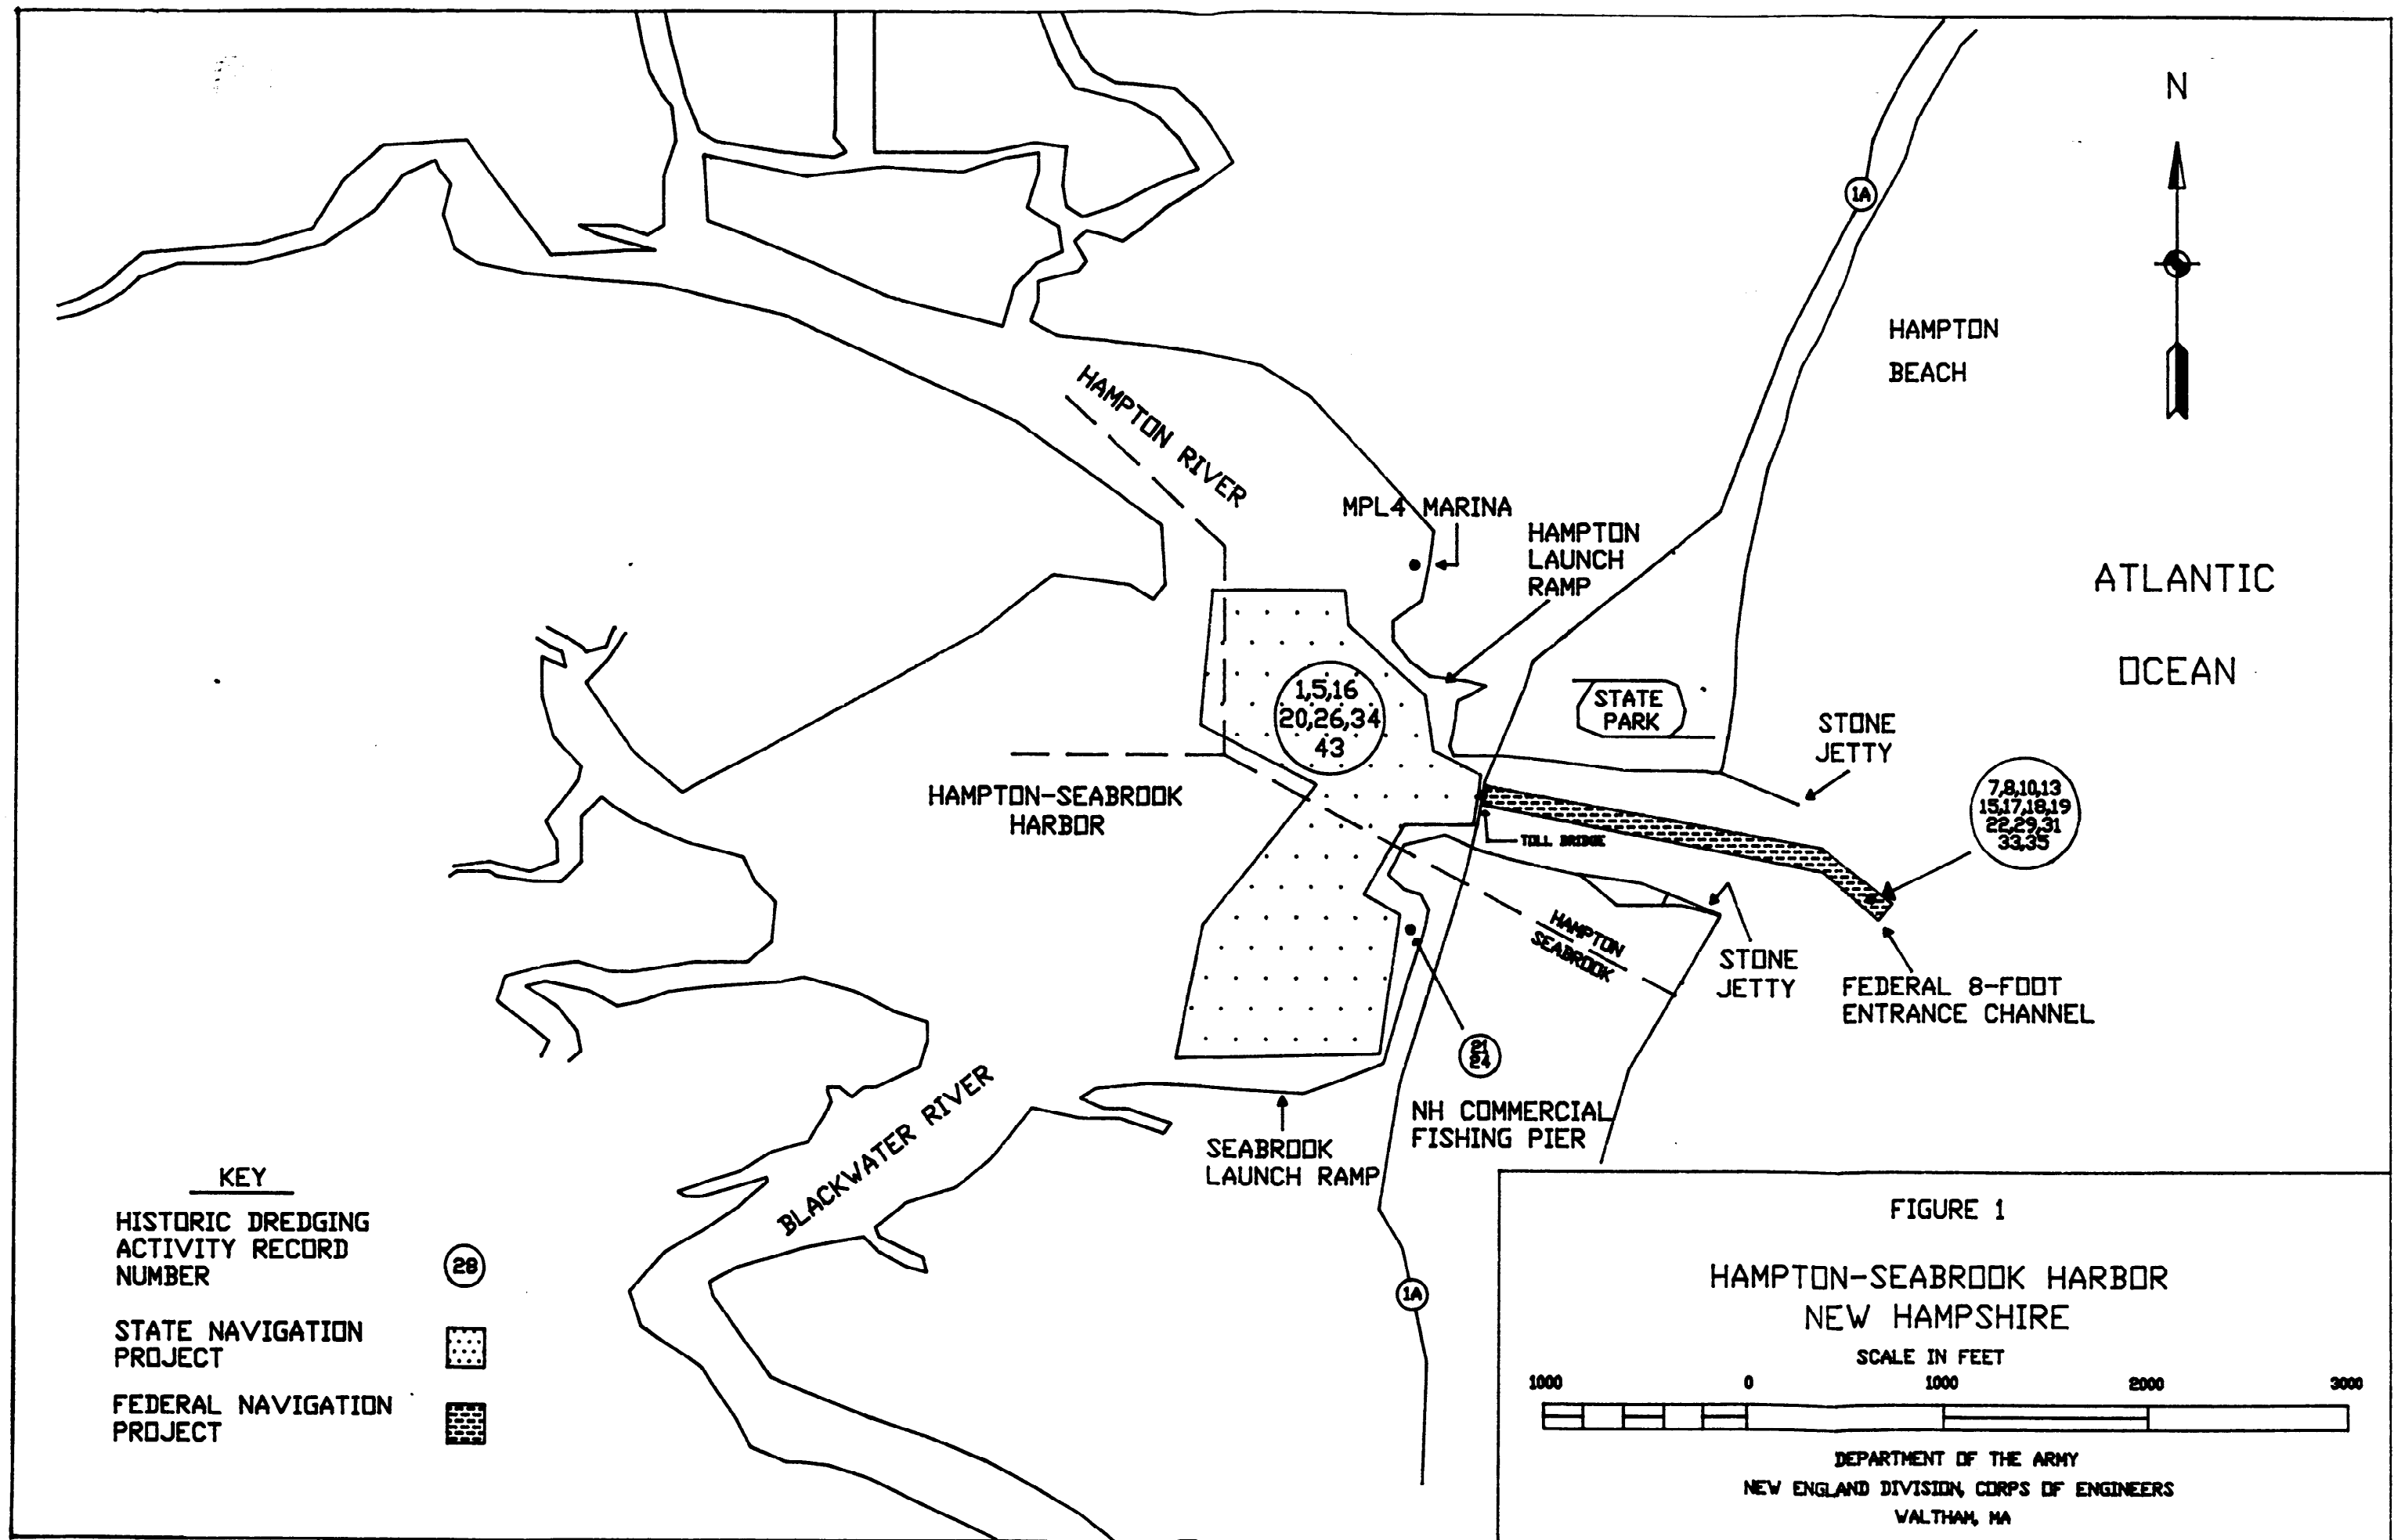 N
1A
HAMPTON
BEACH
HAMPTON RIVER
MPL4 MARINA
HAMPTON
LAUNCH
RAMP
ATLANTIC
OCEAN
1,5,16
20,26,34
43
STATE
PARK
STONE
JETTY
HAMPTON-SEABROOK
HARBOR
7,8,10,13
15,17,18,19
22,29,31
33,35
TOLL BRIDGE
HAMPTON
SEABROOK
STONE
JETTY
FEDERAL 8-FOOT
ENTRANCE CHANNEL
21
24
NH COMMERCIAL
FISHING PIER
SEABROOK
LAUNCH RAMP
BLACKWATER RIVER
1A
KEY
HISTORIC DREDGING
ACTIVITY RECORD
NUMBER
28
STATE NAVIGATION
PROJECT
FEDERAL NAVIGATION
PROJECT
FIGURE 1
HAMPTON-SEABROOK HARBOR
NEW HAMPSHIRE
SCALE IN FEET
1000 0 1000 2000 3000
DEPARTMENT OF THE ARMY
NEW ENGLAND DIVISION, CORPS OF ENGINEERS
WALTHAM, MA